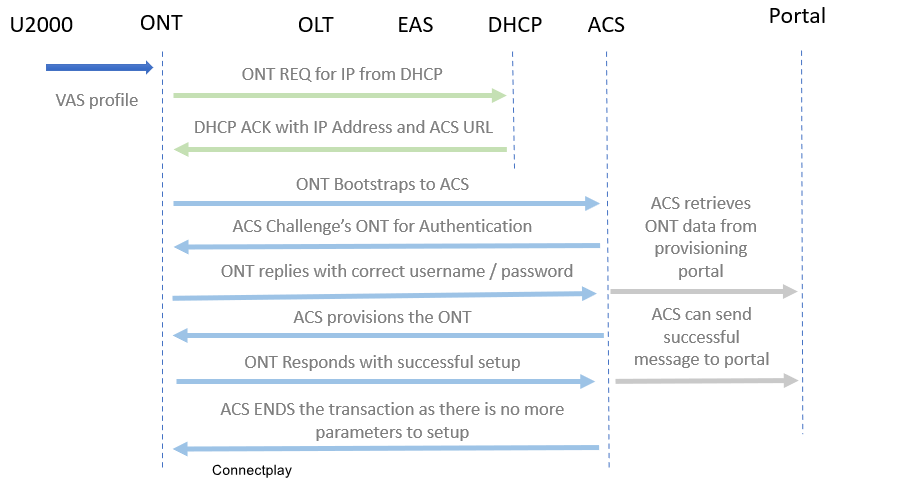 U2000 ONT OLT EAS DHCP ACS Portal
VAS profile
ONT REQ for IP from DHCP
DHCP ACK with IP Address and ACS URL
ONT Bootstraps to ACS
ACS Challenge's ONT for Authentication
ONT replies with correct username / password
ACS retrieves
ONT data from
provisioning
portal
ACS provisions the ONT
ACS can send
successful
message to portal
ONT Responds with successful setup
ACS ENDS the transaction as there is no more
parameters to setup
Connectplay